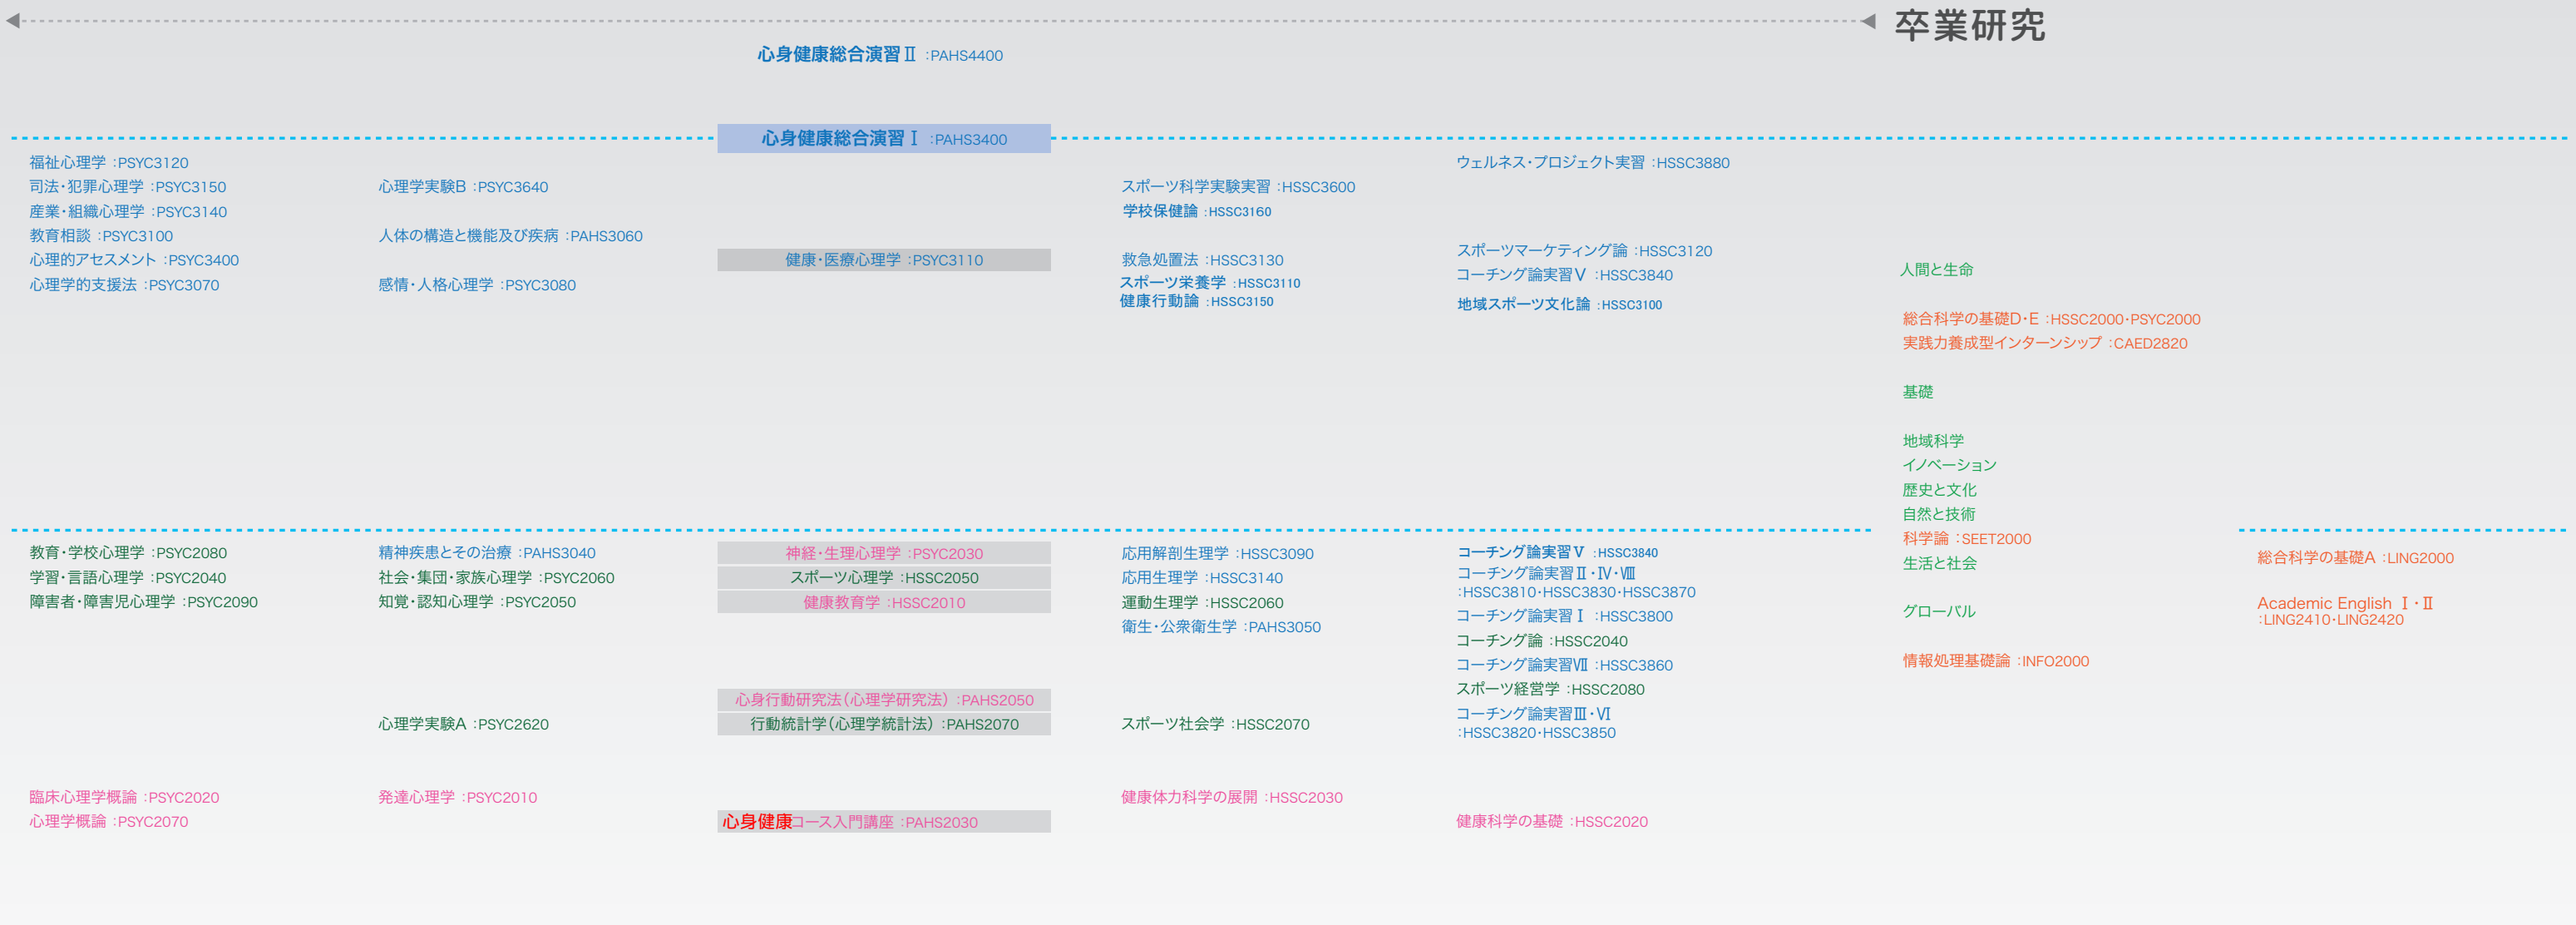 卒業研究
心身健康総合演習Ⅱ :PAHS4400
心身健康総合演習Ⅰ :PAHS3400
福祉心理学 :PSYC3120
司法・犯罪心理学 :PSYC3150
産業・組織心理学 :PSYC3140
教育相談 :PSYC3100
心理的アセスメント :PSYC3400
心理学的支援法 :PSYC3070
心理学実験B :PSYC3640
人体の構造と機能及び疾病 :PAHS3060
感情・人格心理学 :PSYC3080
健康・医療心理学 :PSYC3110
スポーツ科学実験実習 :HSSC3600
学校保健論 :HSSC3160
救急処置法 :HSSC3130
スポーツ栄養学 :HSSC3110
健康行動論 :HSSC3150
ウェルネス・プロジェクト実習 :HSSC3880
スポーツマーケティング論 :HSSC3120
コーチング論実習Ⅴ :HSSC3840
地域スポーツ文化論 :HSSC3100
人間と生命
総合科学の基礎D・E :HSSC2000・PSYC2000
実践力養成型インターンシップ :CAED2820
基礎
地域科学
イノベーション
歴史と文化
自然と技術
科学論 :SEET2000
生活と社会
グローバル
情報処理基礎論 :INFO2000
教育・学校心理学 :PSYC2080
学習・言語心理学 :PSYC2040
障害者・障害児心理学 :PSYC2090
精神疾患とその治療 :PAHS3040
社会・集団・家族心理学 :PSYC2060
知覚・認知心理学 :PSYC2050
神経・生理心理学 :PSYC2030
スポーツ心理学 :HSSC2050
健康教育学 :HSSC2010
応用解剖生理学 :HSSC3090
応用生理学 :HSSC3140
運動生理学 :HSSC2060
衛生・公衆衛生学 :PAHS3050
コーチング論実習Ⅴ :HSSC3840
コーチング論実習Ⅱ・Ⅳ・Ⅷ
:HSSC3810・HSSC3830・HSSC3870
コーチング論実習Ⅰ :HSSC3800
コーチング論 :HSSC2040
コーチング論実習Ⅶ :HSSC3860
スポーツ経営学 :HSSC2080
コーチング論実習Ⅲ・Ⅵ
:HSSC3820・HSSC3850
総合科学の基礎A :LING2000
Academic English Ⅰ・Ⅱ
:LING2410・LING2420
心理学実験A :PSYC2620
心身行動研究法(心理学研究法) :PAHS2050
行動統計学(心理学統計法) :PAHS2070
スポーツ社会学 :HSSC2070
臨床心理学概論 :PSYC2020
心理学概論 :PSYC2070
発達心理学 :PSYC2010
心身健康コース入門講座 :PAHS2030
健康体力科学の展開 :HSSC2030
健康科学の基礎 :HSSC2020